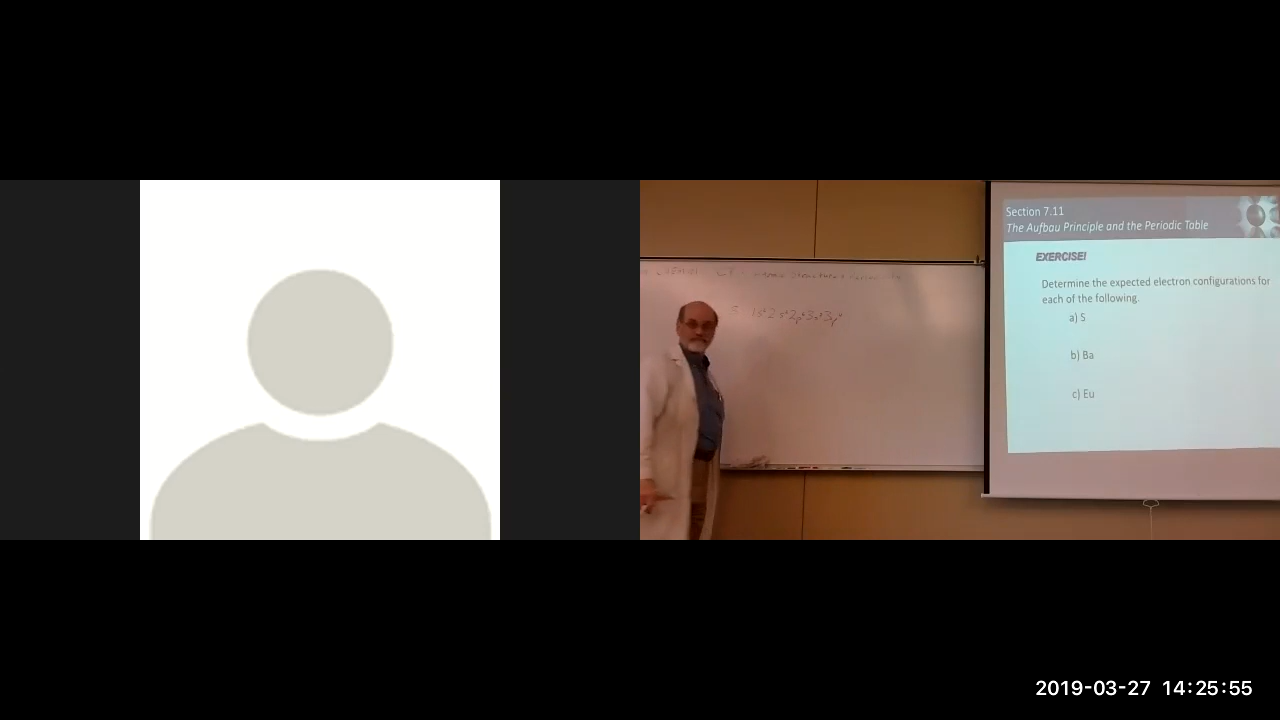 S 1s²2s²2p⁶3s²3p⁴
Section 7.11
The Aufbau Principle and the Periodic Table
EXERCISE!
Determine the expected electron configurations for
each of the following.
a) S
b) Ba
c) Eu
2019-03-27 14:25:55